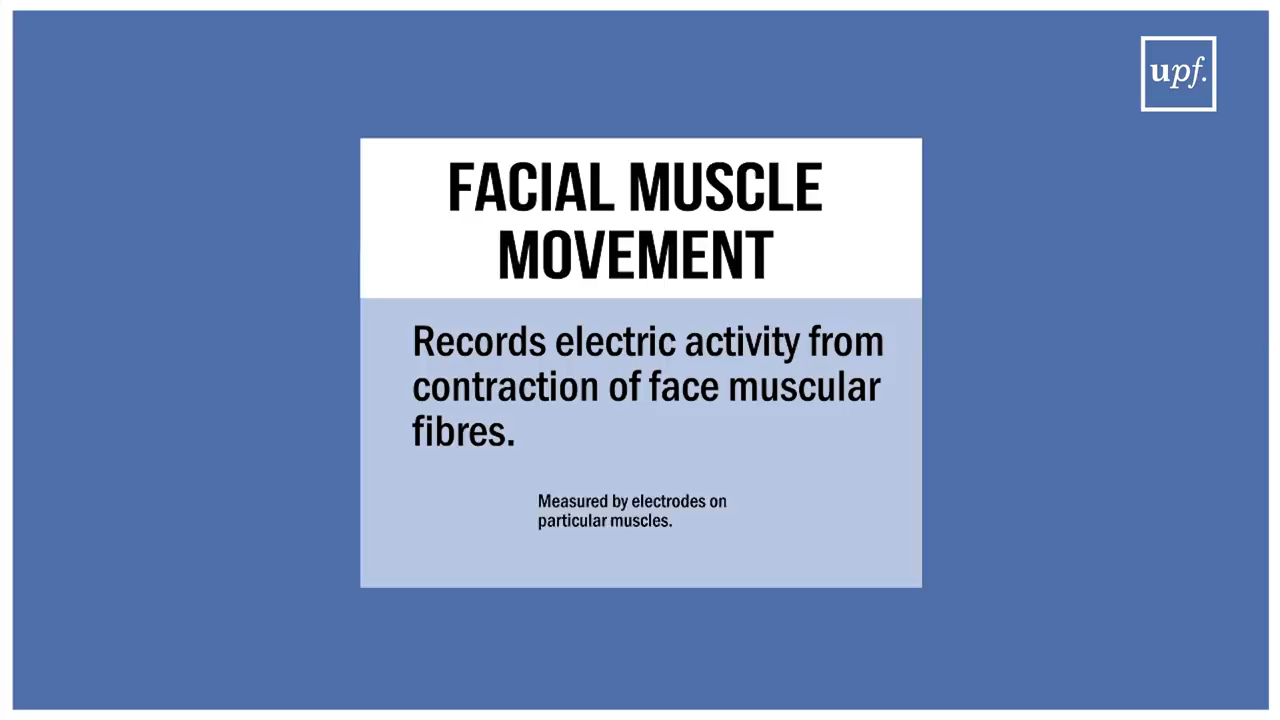 upf.
FACIAL MUSCLE
MOVEMENT
Records electric activity from
contraction of face muscular
fibres.
Measured by electrodes on
particular muscles.